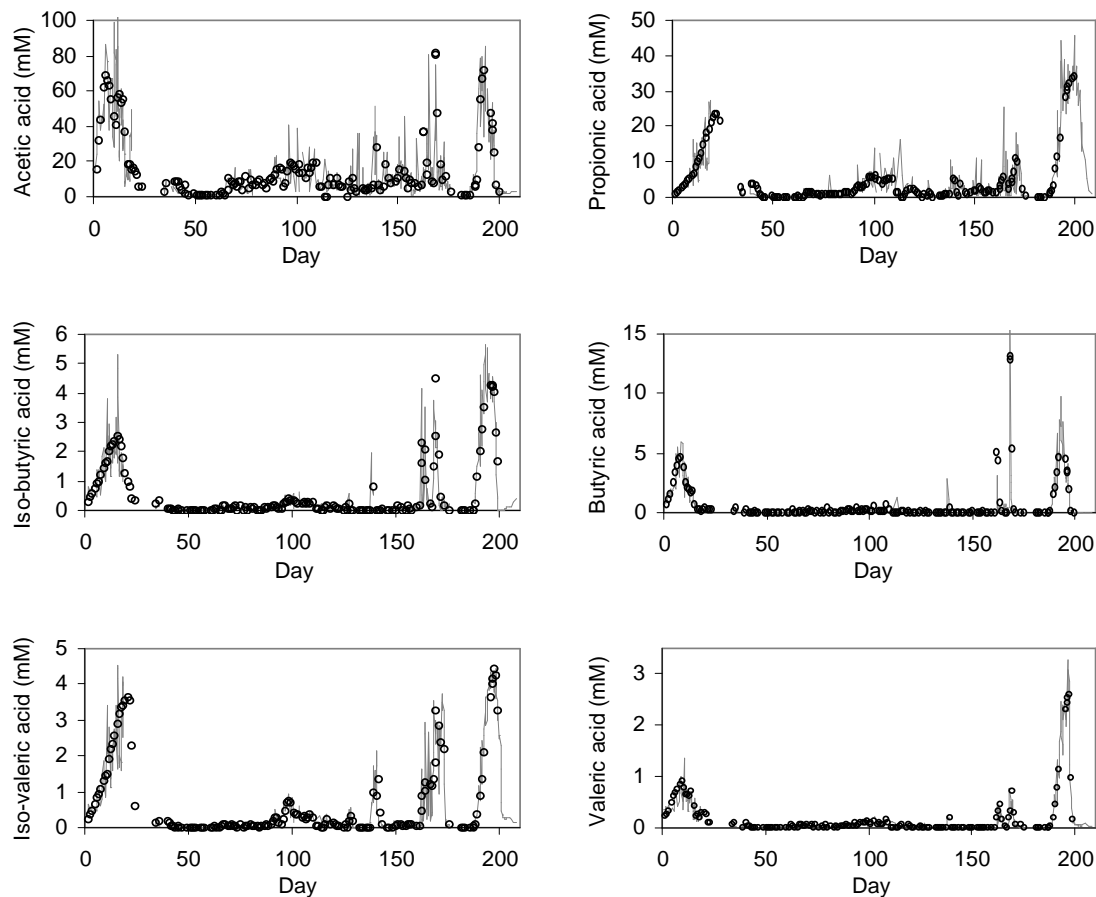 Acetic acid (mM)
100
80
60
40
20
0
0 50 100 150 200
Day
Propionic acid (mM)
50
40
30
20
10
0
0 50 100 150 200
Day
Iso-butyric acid (mM)
6
5
4
3
2
1
0
0 50 100 150 200
Day
Butyric acid (mM)
15
10
5
0
0 50 100 150 200
Day
Iso-valeric acid (mM)
5
4
3
2
1
0
0 50 100 150 200
Day
Valeric acid (mM)
3
2
1
0
0 50 100 150 200
Day